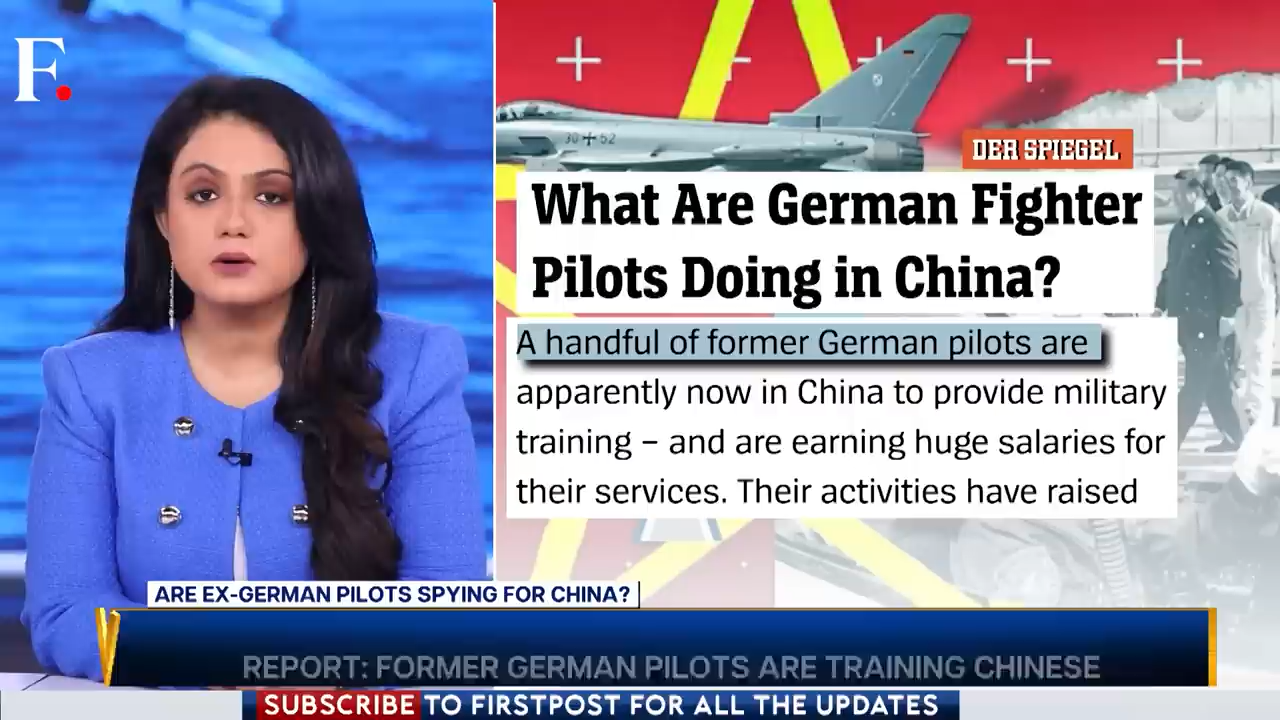 F.
30 52
DER SPIEGEL
What Are German Fighter
Pilots Doing in China?
A handful of former German pilots are
apparently now in China to provide military
training – and are earning huge salaries for
their services. Their activities have raised
ARE EX-GERMAN PILOTS SPYING FOR CHINA?
REPORT: FORMER GERMAN PILOTS ARE TRAINING CHINESE
SUBSCRIBE TO FIRSTPOST FOR ALL THE UPDATES